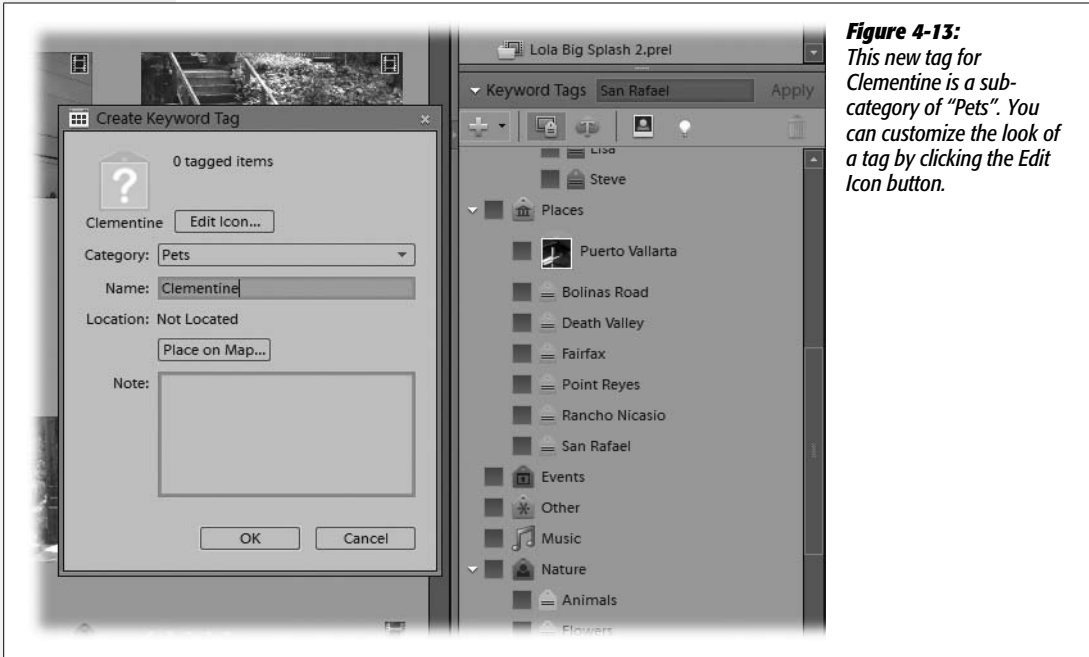 Lola Big Splash 2.prel
Keyword Tags San Rafael Apply
Create Keyword Tag
0 tagged items
?
Clementine Edit Icon...
Category: Pets
Name: Clementine
Location: Not Located
Place on Map...
Note:
OK Cancel
Lisa
Steve
Places
Puerto Vallarta
Bolinas Road
Death Valley
Fairfax
Point Reyes
Rancho Nicasio
San Rafael
Events
Other
Music
Nature
Animals
Flowers
Figure 4-13:
This new tag for
Clementine is a sub-
category of “Pets”. You
can customize the look of
a tag by clicking the Edit
Icon button.